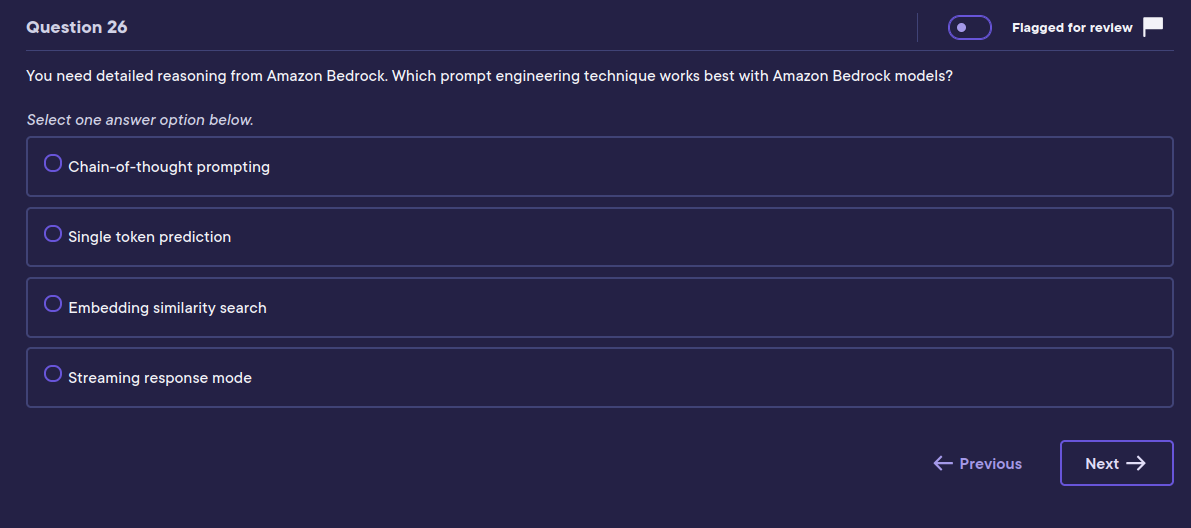 Question 26
Flagged for review
You need detailed reasoning from Amazon Bedrock. Which prompt engineering technique works best with Amazon Bedrock models?
Select one answer option below.
Chain-of-thought prompting
Single token prediction
Embedding similarity search
Streaming response mode
Previous
Next